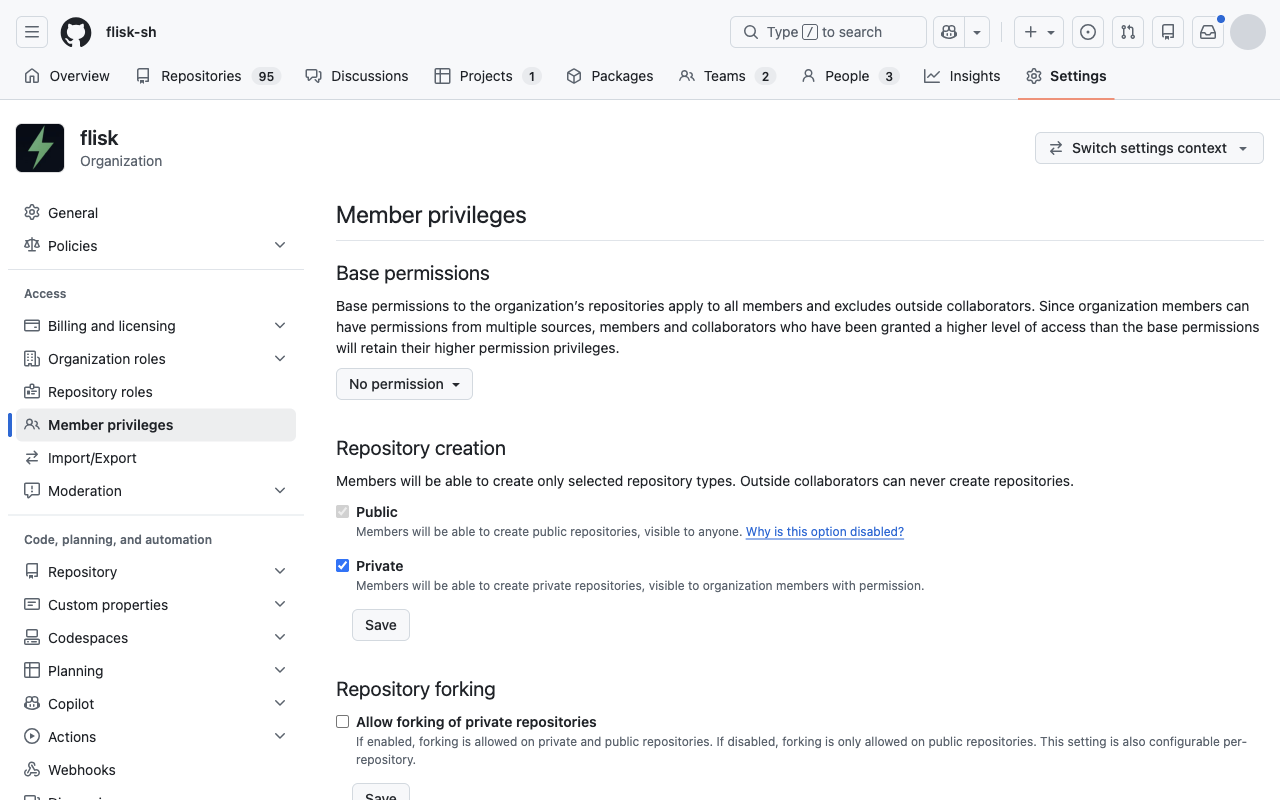 flisk-sh
Type / to search
Overview
Repositories 95
Discussions
Projects 1
Packages
Teams 2
People 3
Insights
Settings
flisk
Organization
Switch settings context
General
Policies
Access
Billing and licensing
Organization roles
Repository roles
Member privileges
Import/Export
Moderation
Code, planning, and automation
Repository
Custom properties
Codespaces
Planning
Copilot
Actions
Webhooks
Member privileges
Base permissions
Base permissions to the organization's repositories apply to all members and excludes outside collaborators. Since organization members can
have permissions from multiple sources, members and collaborators who have been granted a higher level of access than the base permissions
will retain their higher permission privileges.
No permission
Repository creation
Members will be able to create only selected repository types. Outside collaborators can never create repositories.
Public
Members will be able to create public repositories, visible to anyone. Why is this option disabled?
Private
Members will be able to create private repositories, visible to organization members with permission.
Save
Repository forking
Allow forking of private repositories
If enabled, forking is allowed on private and public repositories. If disabled, forking is only allowed on public repositories. This setting is also configurable per-
repository.
Save